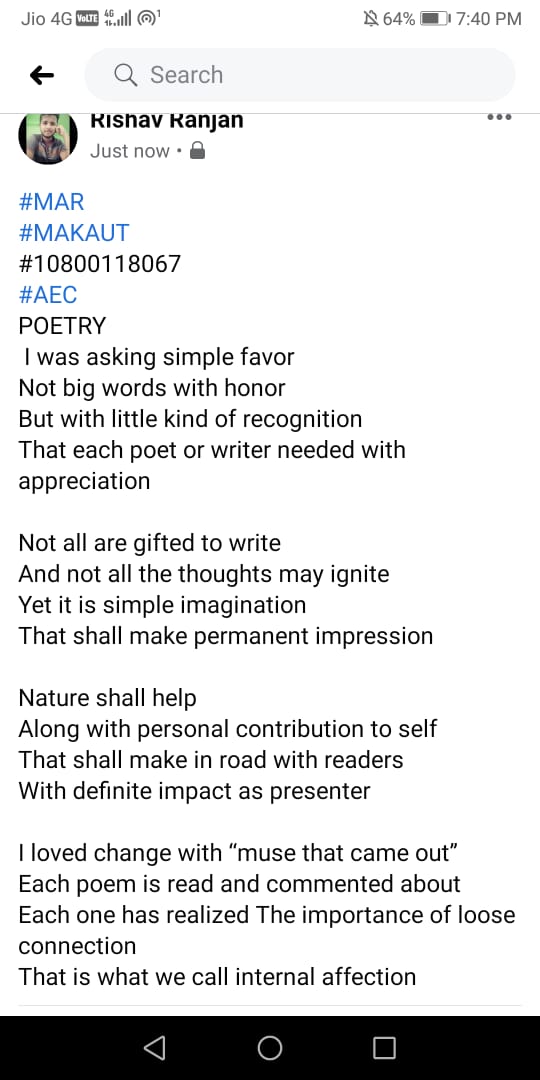 Jio 4G VoLTE 4G 1 64% 7:40 PM
Search
Rishav Ranjan
Just now •
#MAR
#MAKAUT
#10800118067
#AEC
POETRY
I was asking simple favor
Not big words with honor
But with little kind of recognition
That each poet or writer needed with
appreciation
Not all are gifted to write
And not all the thoughts may ignite
Yet it is simple imagination
That shall make permanent impression
Nature shall help
Along with personal contribution to self
That shall make in road with readers
With definite impact as presenter
I loved change with “muse that came out”
Each poem is read and commented about
Each one has realized The importance of loose
connection
That is what we call internal affection